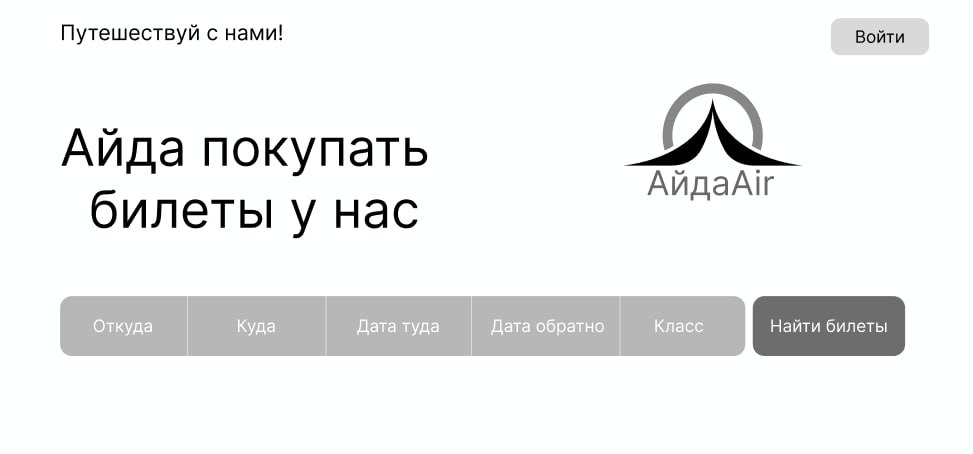 Путешествуй с нами!
Войти
Айда покупать
билеты у нас
АйдаAir
Откуда
Куда
Дата туда
Дата обратно
Класс
Найти билеты